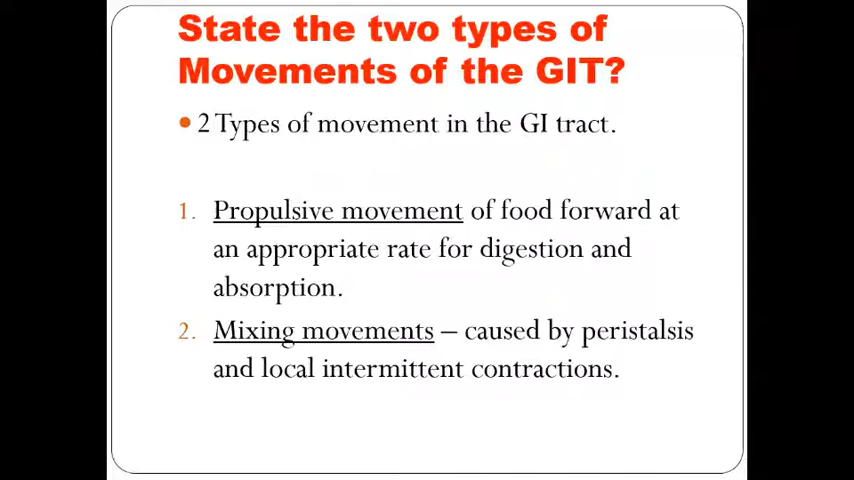 State the two types of
Movements of the GIT?
• 2 Types of movement in the GI tract.
1. Propulsive movement of food forward at
an appropriate rate for digestion and
absorption.
2. Mixing movements – caused by peristalsis
and local intermittent contractions.